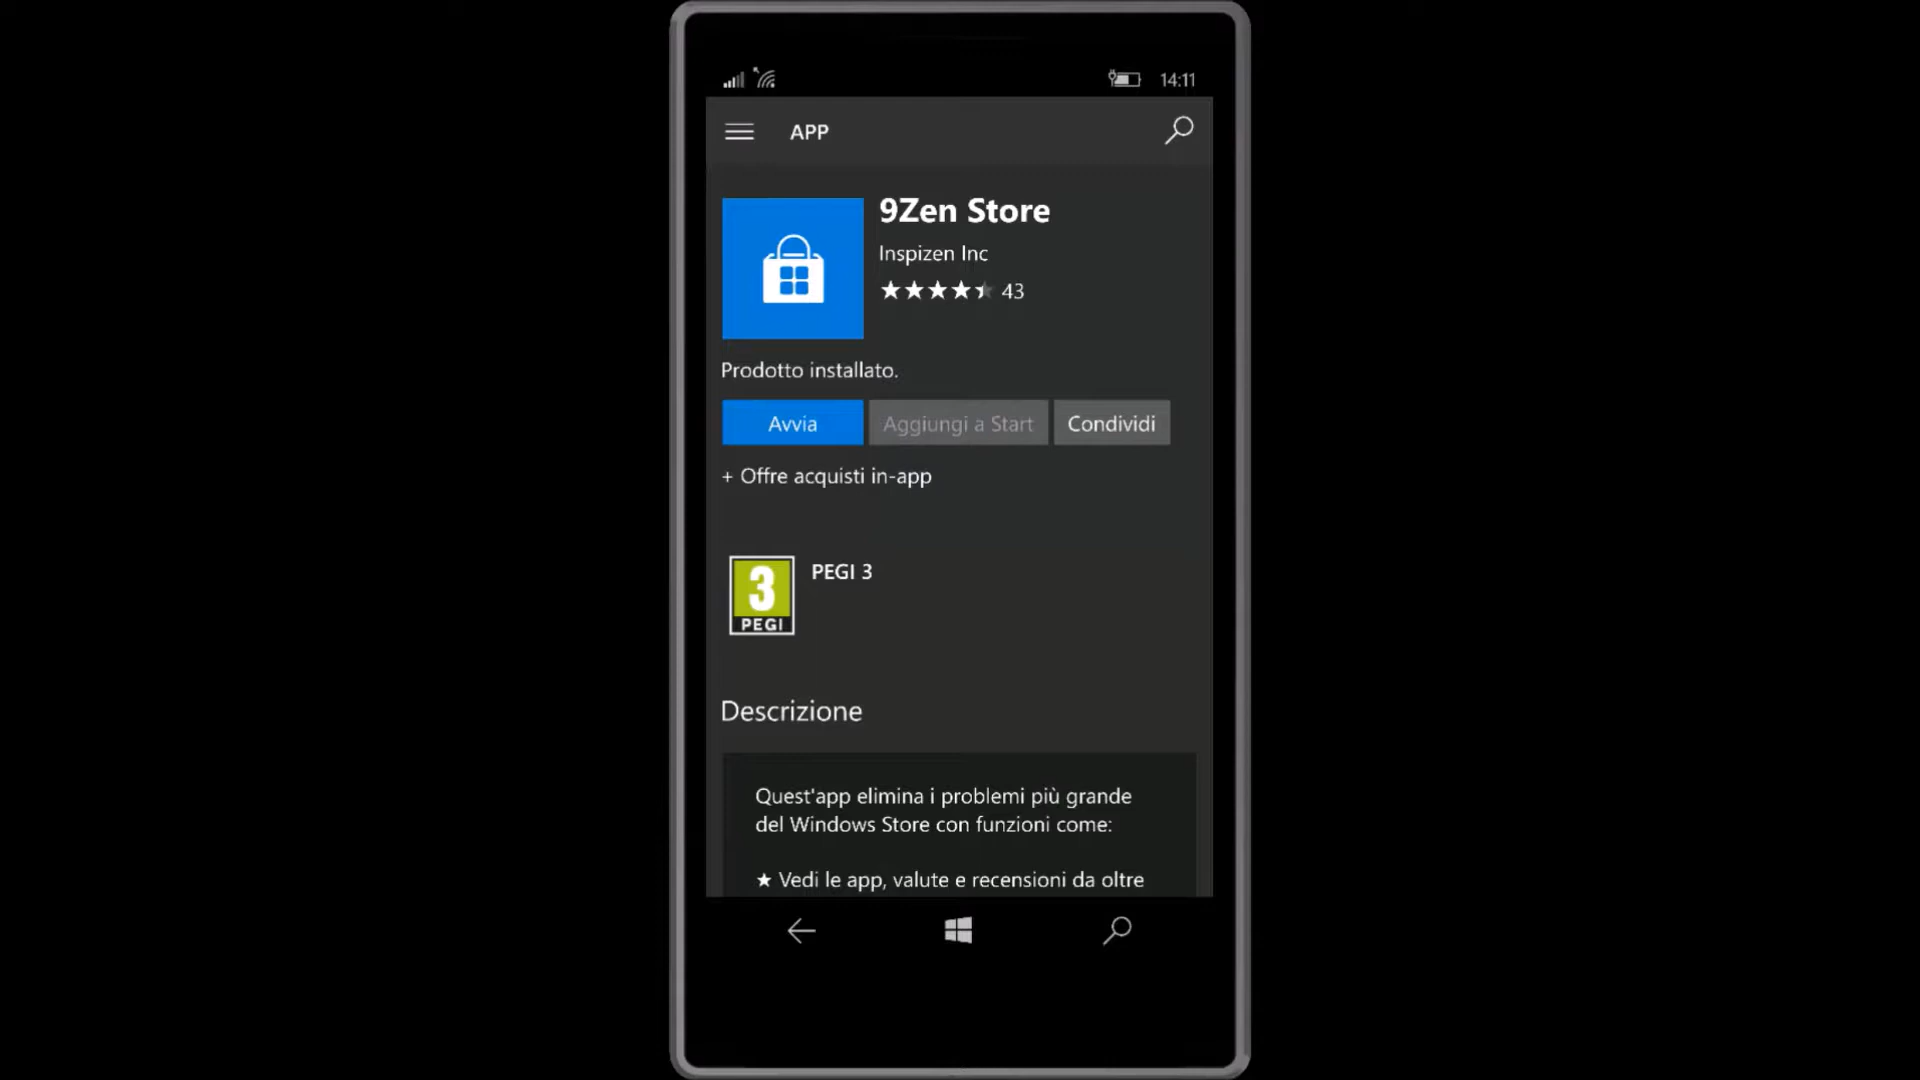 14:11
APP
9Zen Store
Inspizen Inc
43
Prodotto installato.
Avvia
Aggiungi a Start
Condividi
+ Offre acquisti in-app
3
PEGI
PEGI 3
Descrizione
Quest'app elimina i problemi più grande
del Windows Store con funzioni come:
★ Vedi le app, valute e recensioni da oltre